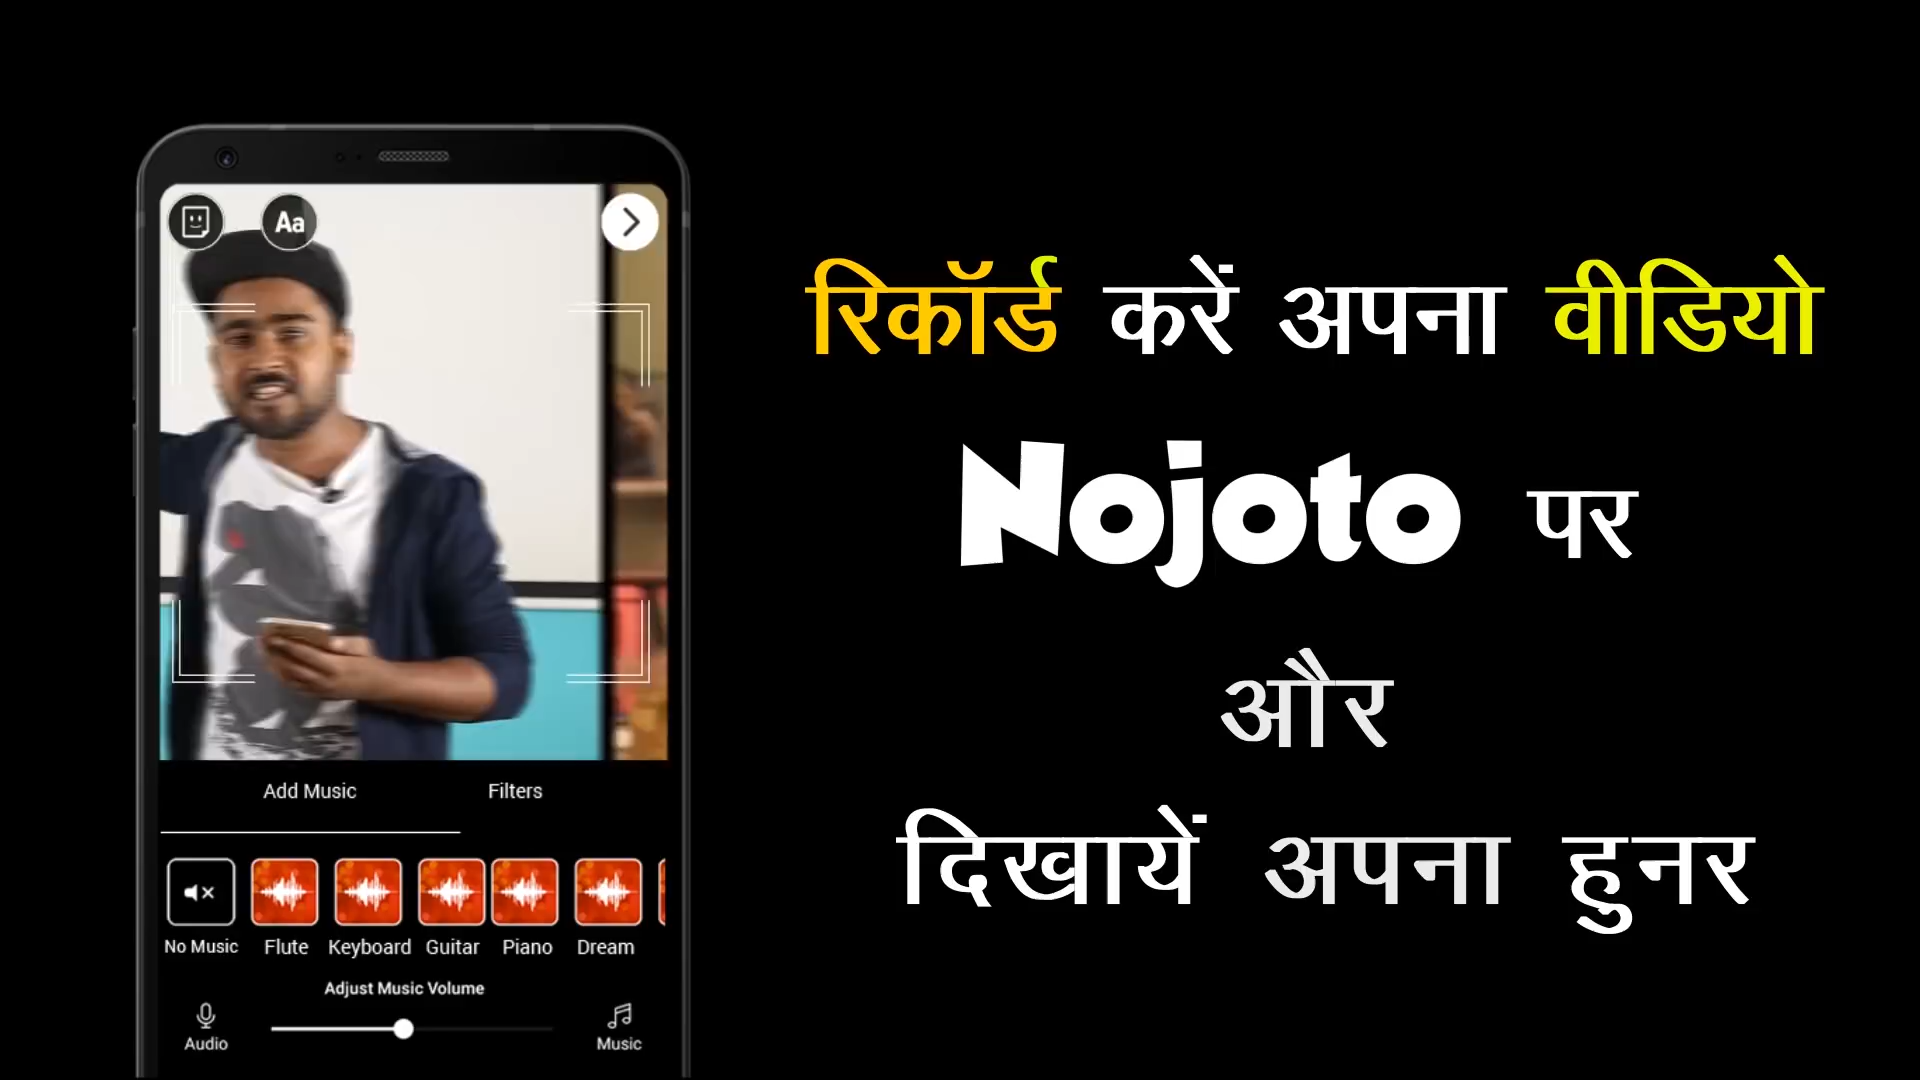 Aa
रिकॉर्ड करें अपना वीडियो
Nojoto पर
और
दिखायें अपना हुनर
Add Music Filters
No Music Flute Keyboard Guitar Piano Dream
Adjust Music Volume
Audio Music